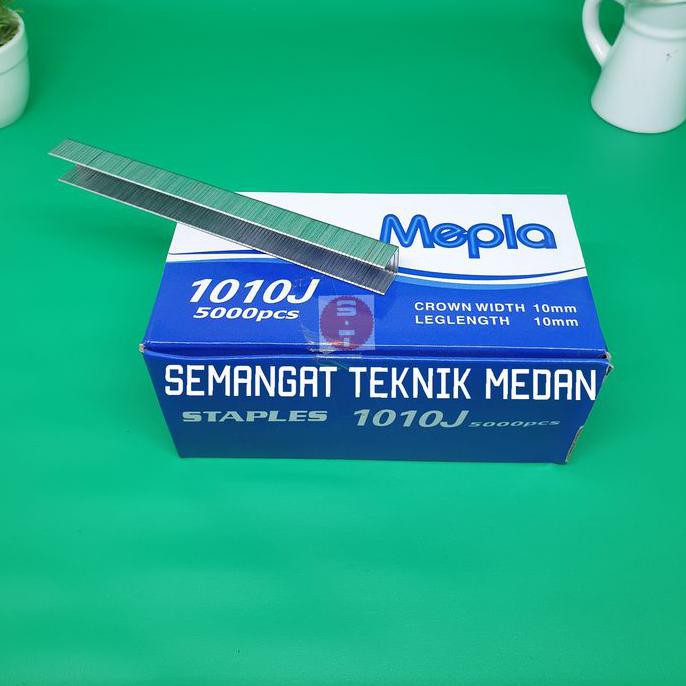 Mepla
1010J
5000pcs
CROWN WIDTH 10mm
LEGLENGTH 10mm
SEMANGAT TEKNIK MEDAN
STAPLES 1010J 5000pcs